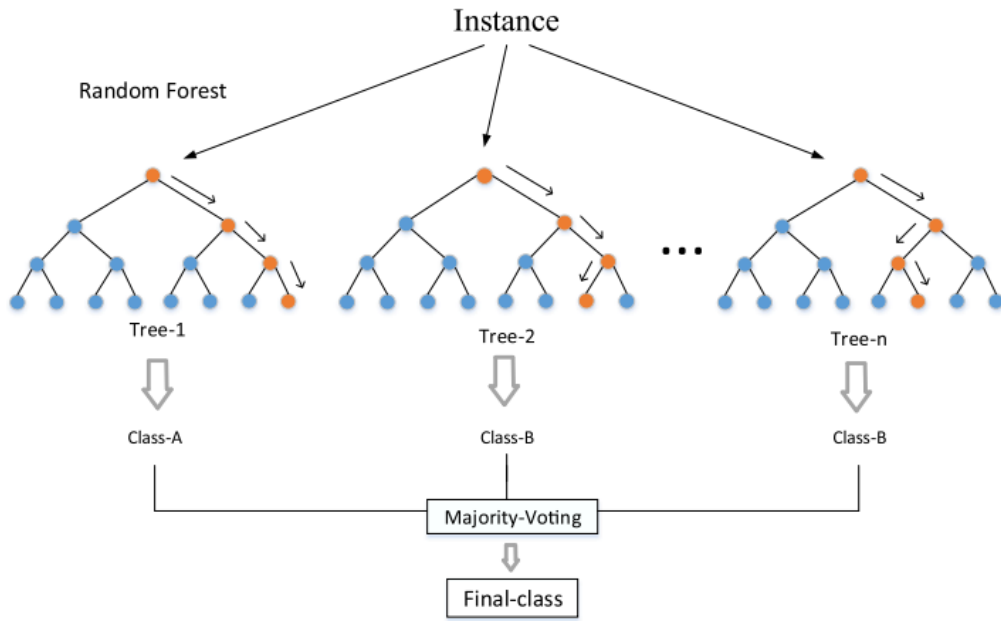 Instance
Random Forest
...
Tree-1
Tree-2
Tree-n
Class-A
Class-B
Class-B
Majority-Voting
Final-class